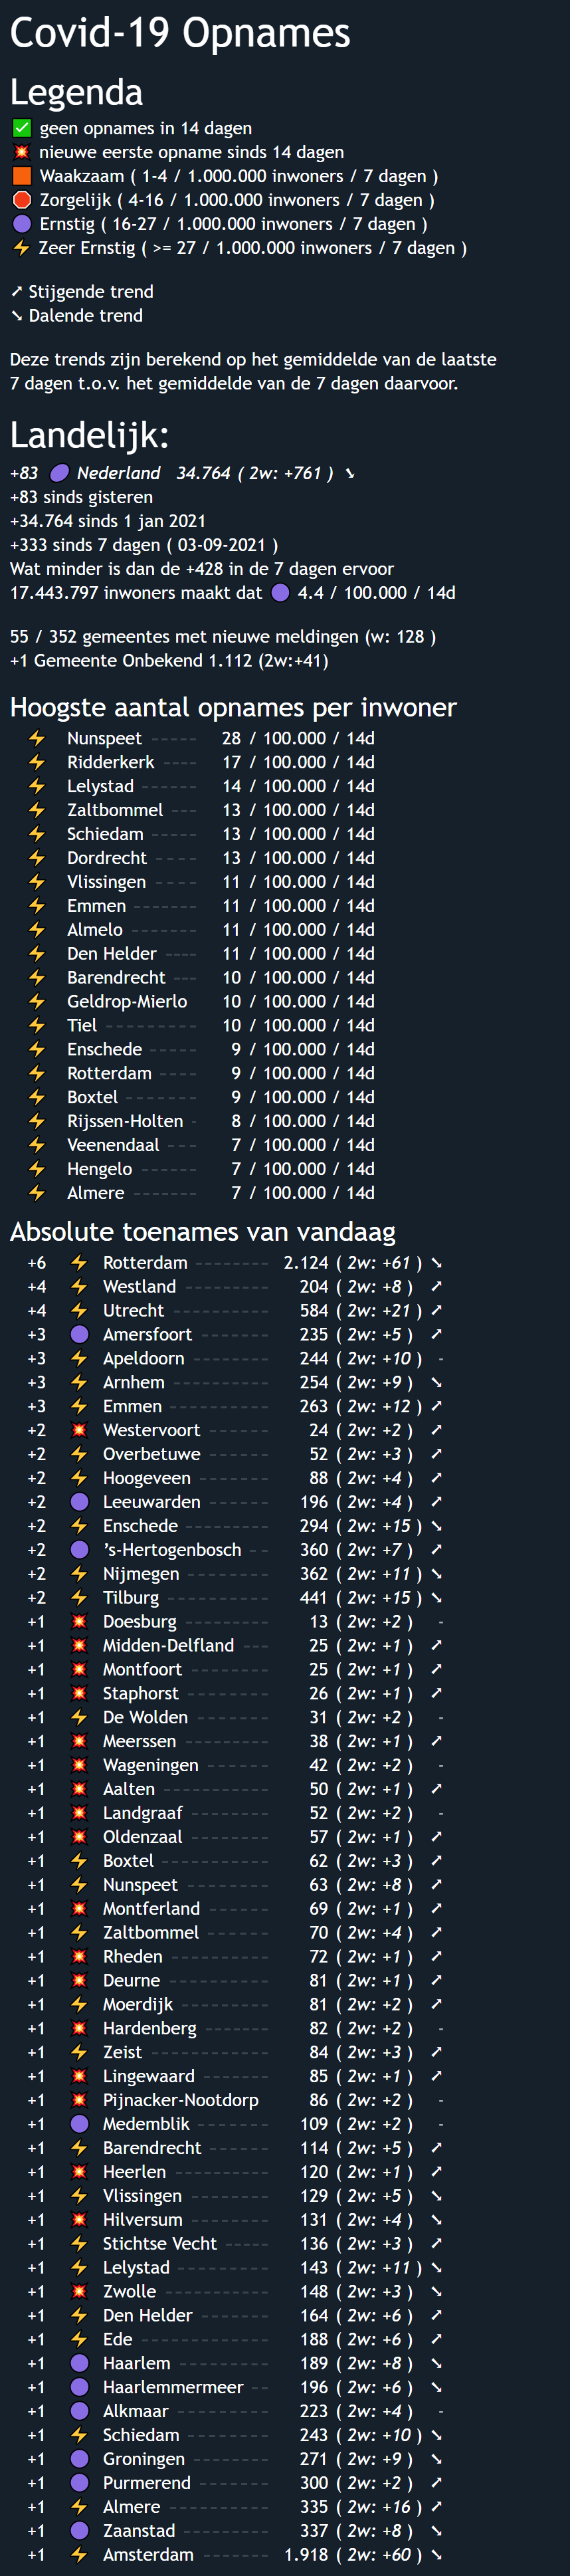 Covid-19 Opnames
Legenda
✅ geen opnames in 14 dagen
💥 nieuwe eerste opname sinds 14 dagen
🟧 Waakzaam ( 1-4 / 1.000.000 inwoners / 7 dagen )
🛑 Zorgelijk ( 4-16 / 1.000.000 inwoners / 7 dagen )
🟣 Ernstig ( 16-27 / 1.000.000 inwoners / 7 dagen )
⚡ Zeer Ernstig ( >= 27 / 1.000.000 inwoners / 7 dagen )
➚ Stijgende trend
➘ Dalende trend
Deze trends zijn berekend op het gemiddelde van de laatste
7 dagen t.o.v. het gemiddelde van de 7 dagen daarvoor.
Landelijk:
+83 🟣 Nederland 34.764 ( 2w: +761 ) ➘
+83 sinds gisteren
+34.764 sinds 1 jan 2021
+333 sinds 7 dagen ( 03-09-2021 )
Wat minder is dan de +428 in de 7 dagen ervoor
17.443.797 inwoners maakt dat 🟣 4.4 / 100.000 / 14d
55 / 352 gemeentes met nieuwe meldingen (w: 128 )
+1 Gemeente Onbekend 1.112 (2w:+41)
Hoogste aantal opnames per inwoner
⚡ Nunspeet ----- 28 / 100.000 / 14d
⚡ Ridderkerk ---- 17 / 100.000 / 14d
⚡ Lelystad ------ 14 / 100.000 / 14d
⚡ Zaltbommel --- 13 / 100.000 / 14d
⚡ Schiedam ----- 13 / 100.000 / 14d
⚡ Dordrecht ---- 13 / 100.000 / 14d
⚡ Vlissingen ----- 11 / 100.000 / 14d
⚡ Emmen ------- 11 / 100.000 / 14d
⚡ Almelo -------- 11 / 100.000 / 14d
⚡ Den Helder ---- 11 / 100.000 / 14d
⚡ Barendrecht --- 10 / 100.000 / 14d
⚡ Geldrop-Mierlo 10 / 100.000 / 14d
⚡ Tiel ---------- 10 / 100.000 / 14d
⚡ Enschede ----- 9 / 100.000 / 14d
⚡ Rotterdam ---- 9 / 100.000 / 14d
⚡ Boxtel -------- 9 / 100.000 / 14d
⚡ Rijssen-Holten - 8 / 100.000 / 14d
⚡ Veenendaal --- 7 / 100.000 / 14d
⚡ Hengelo ------ 7 / 100.000 / 14d
⚡ Almere ------- 7 / 100.000 / 14d
Absolute toenames van vandaag
+6 ⚡ Rotterdam -------- 2.124 ( 2w: +61 ) ➘
+4 ⚡ Westland --------- 204 ( 2w: +8 ) ➚
+4 ⚡ Utrecht ---------- 584 ( 2w: +21 ) ➚
+3 🟣 Amersfoort -------- 235 ( 2w: +5 ) ➚
+3 ⚡ Apeldoorn -------- 244 ( 2w: +10 ) -
+3 ⚡ Arnhem ---------- 254 ( 2w: +9 ) ➘
+3 ⚡ Emmen ----------- 263 ( 2w: +12 ) ➚
+2 💥 Westervoort ------- 24 ( 2w: +2 ) ➚
+2 ⚡ Overbetuwe ------- 52 ( 2w: +3 ) ➚
+2 ⚡ Hoogeveen -------- 88 ( 2w: +4 ) ➚
+2 🟣 Leeuwarden ------- 196 ( 2w: +4 ) ➚
+2 ⚡ Enschede --------- 294 ( 2w: +15 ) ➘
+2 🟣 's-Hertogenbosch -- 360 ( 2w: +7 ) ➚
+2 ⚡ Nijmegen --------- 362 ( 2w: +11 ) ➘
+2 ⚡ Tilburg ----------- 441 ( 2w: +15 ) ➘
+1 💥 Doesburg --------- 13 ( 2w: +2 ) -
+1 💥 Midden-Delfland --- 25 ( 2w: +1 ) ➚
+1 💥 Montfoort --------- 25 ( 2w: +1 ) ➚
+1 💥 Staphorst --------- 26 ( 2w: +1 ) ➚
+1 ⚡ De Wolden -------- 31 ( 2w: +2 ) -
+1 💥 Meerssen --------- 38 ( 2w: +1 ) ➚
+1 💥 Wageningen ------- 42 ( 2w: +2 ) -
+1 💥 Aalten ----------- 50 ( 2w: +1 ) ➚
+1 💥 Landgraaf --------- 52 ( 2w: +2 ) -
+1 💥 Oldenzaal --------- 57 ( 2w: +1 ) ➚
+1 ⚡ Boxtel ------------ 62 ( 2w: +3 ) ➚
+1 ⚡ Nunspeet --------- 63 ( 2w: +8 ) ➚
+1 💥 Montferland ------- 69 ( 2w: +1 ) ➚
+1 ⚡ Zaltbommel ------- 70 ( 2w: +4 ) ➚
+1 💥 Rheden ----------- 72 ( 2w: +1 ) ➚
+1 💥 Deurne ----------- 81 ( 2w: +1 ) ➚
+1 ⚡ Moerdijk ---------- 81 ( 2w: +2 ) ➚
+1 💥 Hardenberg ------- 82 ( 2w: +2 ) -
+1 ⚡ Zeist ------------- 84 ( 2w: +3 ) ➚
+1 💥 Lingewaard ------- 85 ( 2w: +1 ) ➚
+1 💥 Pijnacker-Nootdorp 86 ( 2w: +2 ) -
+1 🟣 Medemblik -------- 109 ( 2w: +2 ) -
+1 ⚡ Barendrecht ------- 114 ( 2w: +5 ) ➚
+1 💥 Heerlen ----------- 120 ( 2w: +1 ) ➚
+1 ⚡ Vlissingen --------- 129 ( 2w: +5 ) ➘
+1 💥 Hilversum --------- 131 ( 2w: +4 ) ➘
+1 ⚡ Stichtse Vecht ----- 136 ( 2w: +3 ) ➚
+1 ⚡ Lelystad ---------- 143 ( 2w: +11 ) ➘
+1 💥 Zwolle ----------- 148 ( 2w: +3 ) ➘
+1 ⚡ Den Helder -------- 164 ( 2w: +6 ) ➚
+1 ⚡ Ede -------------- 188 ( 2w: +6 ) ➚
+1 🟣 Haarlem ---------- 189 ( 2w: +8 ) ➘
+1 🟣 Haarlemmermeer -- 196 ( 2w: +6 ) ➘
+1 🟣 Alkmaar ---------- 223 ( 2w: +4 ) -
+1 ⚡ Schiedam --------- 243 ( 2w: +10 ) ➘
+1 🟣 Groningen -------- 271 ( 2w: +9 ) ➘
+1 🟣 Purmerend -------- 300 ( 2w: +2 ) ➚
+1 ⚡ Almere ----------- 335 ( 2w: +16 ) ➚
+1 🟣 Zaanstad --------- 337 ( 2w: +8 ) ➘
+1 ⚡ Amsterdam -------- 1.918 ( 2w: +60 ) ➘